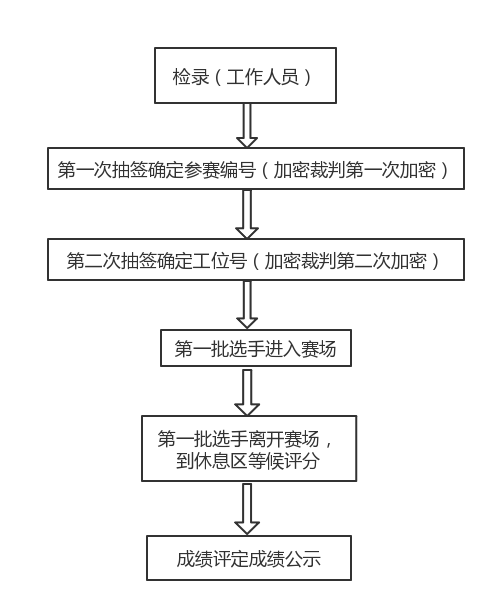 检录（工作人员）
第一次抽签确定参赛编号（加密裁判第一次加密）
第二次抽签确定工位号（加密裁判第二次加密）
第一批选手进入赛场
第一批选手离开赛场，
到休息区等候评分
成绩评定成绩公示